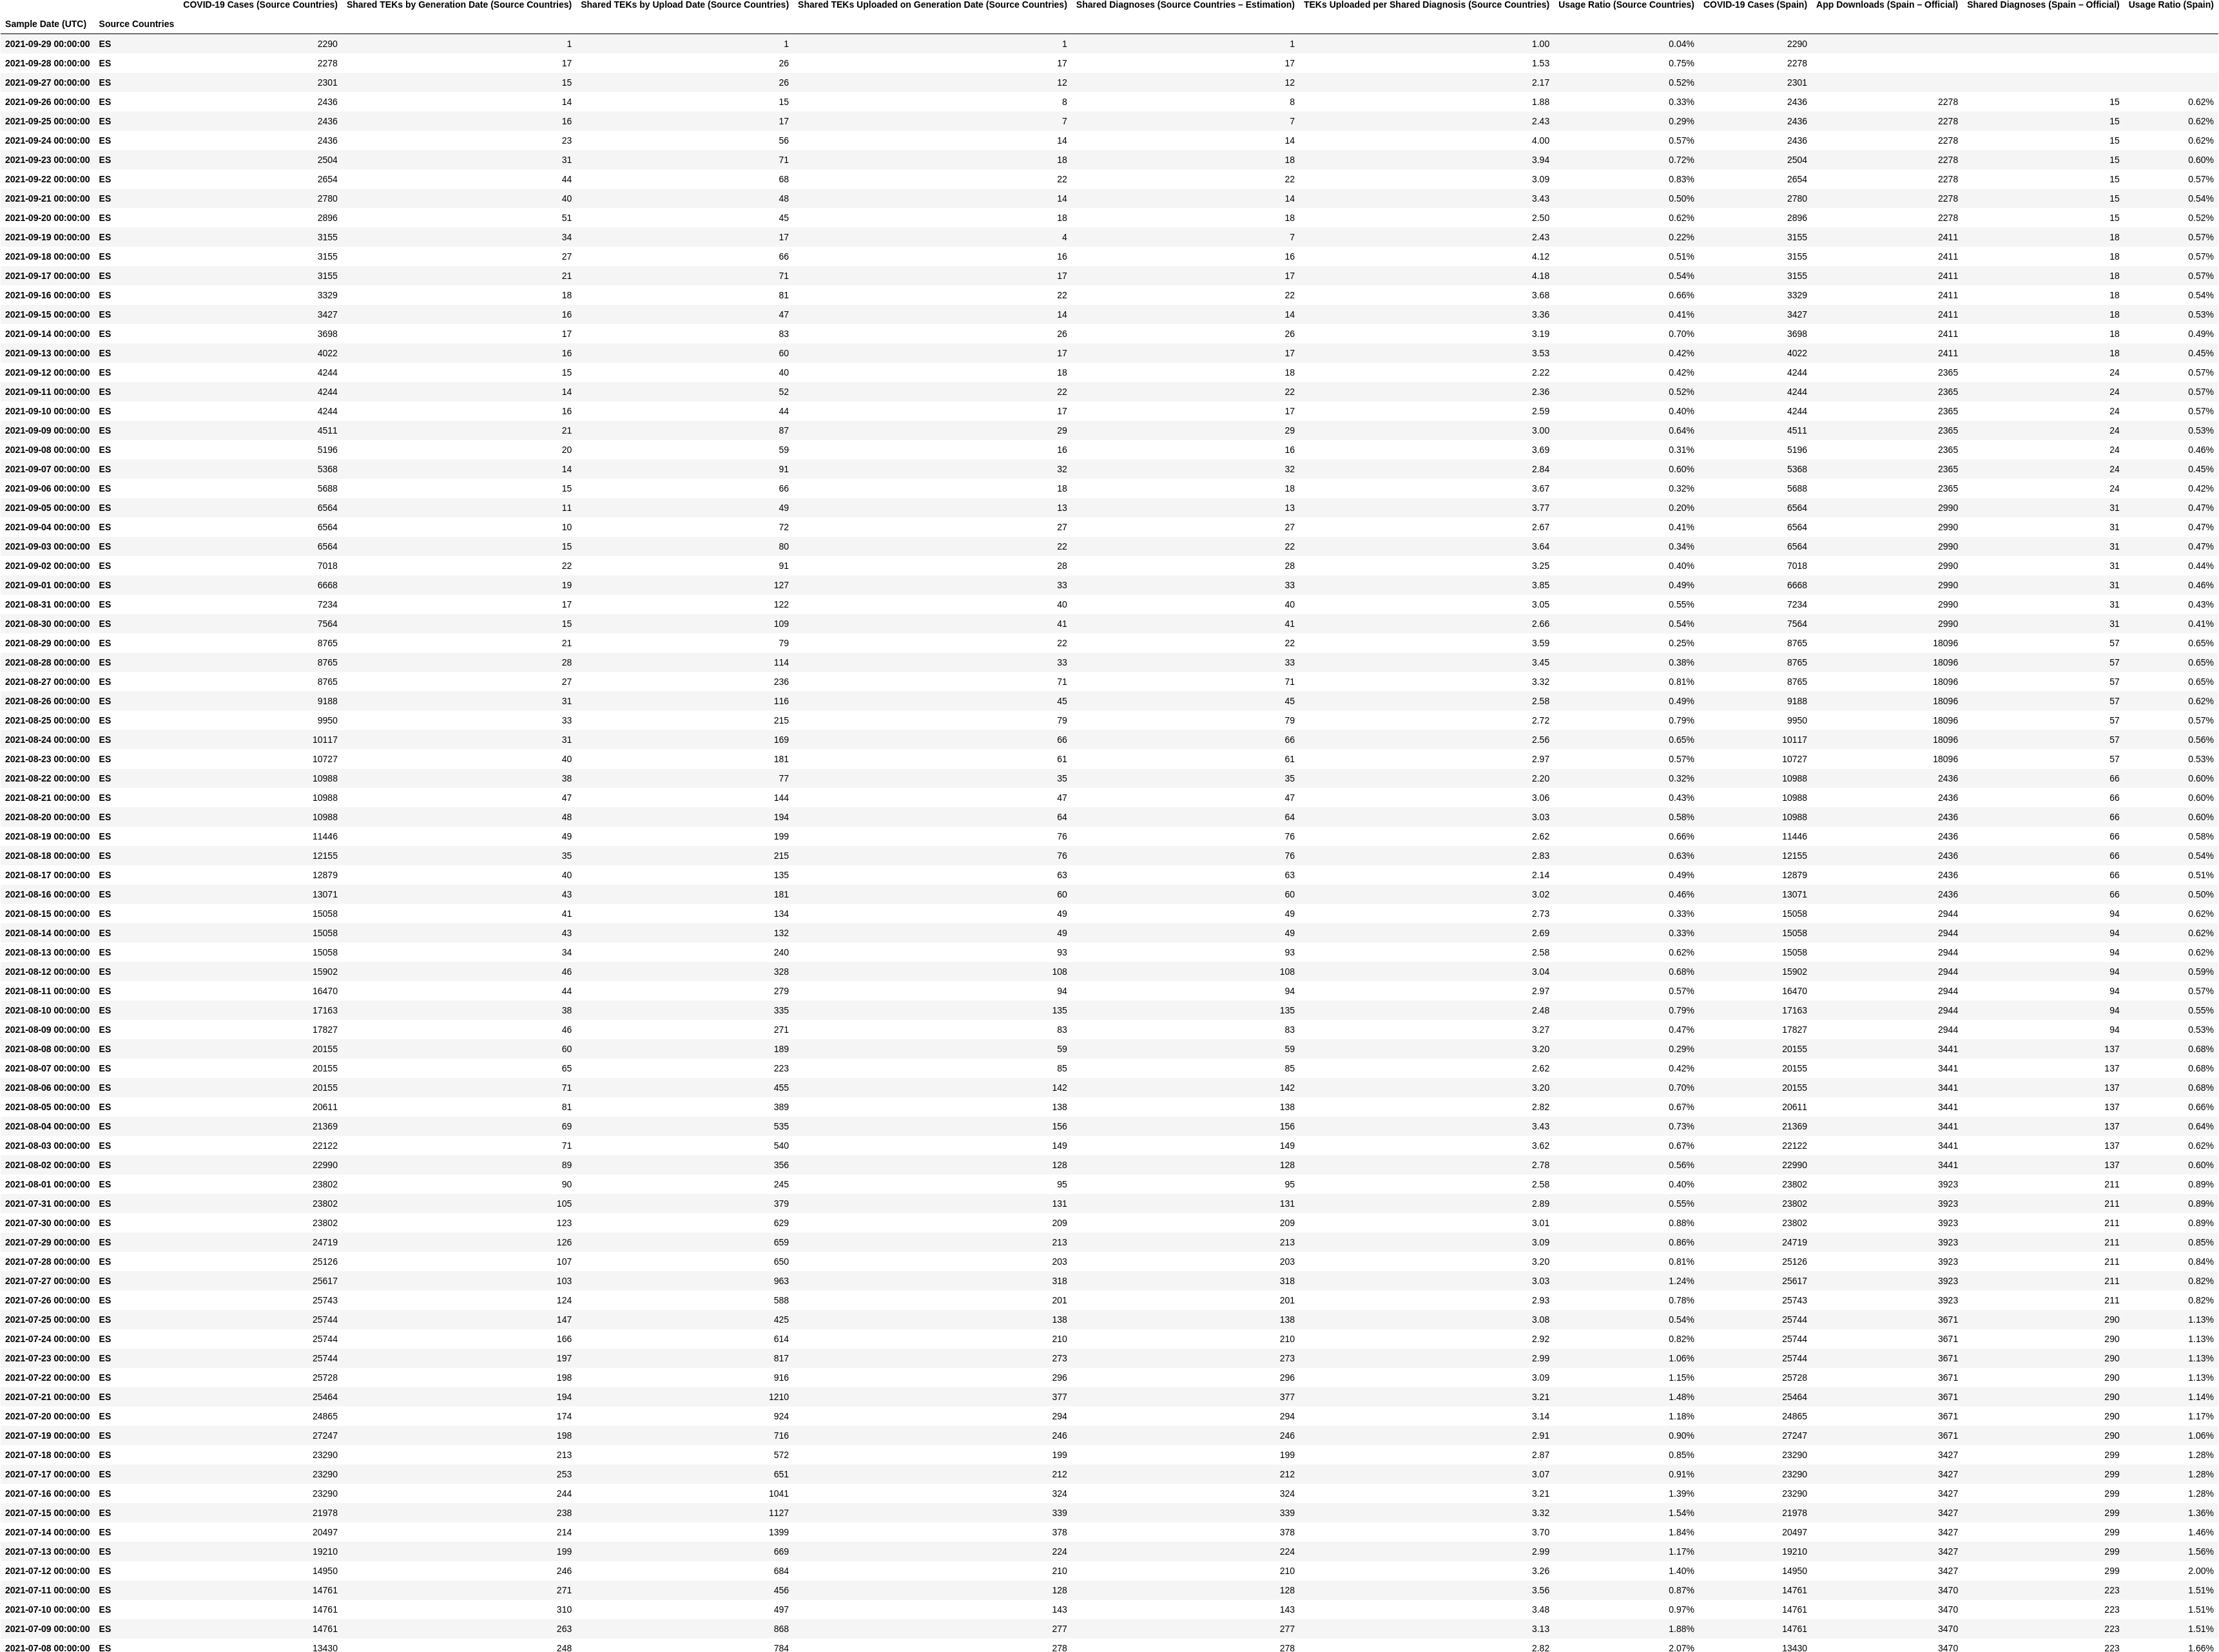 COVID-19 Cases (Source Countries) Shared TEKs by Generation Date (Source Countries) Shared TEKs by Upload Date (Source Countries) Shared TEKs Uploaded on Generation Date (Source Countries) Shared Diagnoses (Source Countries – Estimation) TEKs Uploaded per Shared Diagnosis (Source Countries) Usage Ratio (Source Countries) COVID-19 Cases (Spain) App Downloads (Spain – Official) Shared Diagnoses (Spain – Official) Usage Ratio (Spain)
Sample Date (UTC) Source Countries
2021-09-29 00:00:00 ES 2290 1 1 1 1 1.00 0.04% 2290
2021-09-28 00:00:00 ES 2278 17 26 17 17 1.53 0.75% 2278
2021-09-27 00:00:00 ES 2301 15 26 12 12 2.17 0.52% 2301
2021-09-26 00:00:00 ES 2436 14 15 8 8 1.88 0.33% 2436 2278 15 0.62%
2021-09-25 00:00:00 ES 2436 16 17 7 7 2.43 0.29% 2436 2278 15 0.62%
2021-09-24 00:00:00 ES 2436 23 56 14 14 4.00 0.57% 2436 2278 15 0.62%
2021-09-23 00:00:00 ES 2504 31 71 18 18 3.94 0.72% 2504 2278 15 0.60%
2021-09-22 00:00:00 ES 2654 44 68 22 22 3.09 0.83% 2654 2278 15 0.57%
2021-09-21 00:00:00 ES 2780 40 48 14 14 3.43 0.50% 2780 2278 15 0.54%
2021-09-20 00:00:00 ES 2896 51 45 18 18 2.50 0.62% 2896 2278 15 0.52%
2021-09-19 00:00:00 ES 3155 34 17 4 7 2.43 0.22% 3155 2411 18 0.57%
2021-09-18 00:00:00 ES 3155 27 66 16 16 4.12 0.51% 3155 2411 18 0.57%
2021-09-17 00:00:00 ES 3155 21 71 17 17 4.18 0.54% 3155 2411 18 0.57%
2021-09-16 00:00:00 ES 3329 18 81 22 22 3.68 0.66% 3329 2411 18 0.54%
2021-09-15 00:00:00 ES 3427 16 47 14 14 3.36 0.41% 3427 2411 18 0.53%
2021-09-14 00:00:00 ES 3698 17 83 26 26 3.19 0.70% 3698 2411 18 0.49%
2021-09-13 00:00:00 ES 4022 16 60 17 17 3.53 0.42% 4022 2411 18 0.45%
2021-09-12 00:00:00 ES 4244 15 40 18 18 2.22 0.42% 4244 2365 24 0.57%
2021-09-11 00:00:00 ES 4244 14 52 22 22 2.36 0.52% 4244 2365 24 0.57%
2021-09-10 00:00:00 ES 4244 16 44 17 17 2.59 0.40% 4244 2365 24 0.57%
2021-09-09 00:00:00 ES 4511 21 87 29 29 3.00 0.64% 4511 2365 24 0.53%
2021-09-08 00:00:00 ES 5196 20 59 16 16 3.69 0.31% 5196 2365 24 0.46%
2021-09-07 00:00:00 ES 5368 14 91 32 32 2.84 0.60% 5368 2365 24 0.45%
2021-09-06 00:00:00 ES 5688 15 66 18 18 3.67 0.32% 5688 2365 24 0.42%
2021-09-05 00:00:00 ES 6564 11 49 13 13 3.77 0.20% 6564 2990 31 0.47%
2021-09-04 00:00:00 ES 6564 10 72 27 27 2.67 0.41% 6564 2990 31 0.47%
2021-09-03 00:00:00 ES 6564 15 80 22 22 3.64 0.34% 6564 2990 31 0.47%
2021-09-02 00:00:00 ES 7018 22 91 28 28 3.25 0.40% 7018 2990 31 0.44%
2021-09-01 00:00:00 ES 6668 19 127 33 33 3.85 0.49% 6668 2990 31 0.46%
2021-08-31 00:00:00 ES 7234 17 122 40 40 3.05 0.55% 7234 2990 31 0.43%
2021-08-30 00:00:00 ES 7564 15 109 41 41 2.66 0.54% 7564 2990 31 0.41%
2021-08-29 00:00:00 ES 8765 21 79 22 22 3.59 0.25% 8765 18096 57 0.65%
2021-08-28 00:00:00 ES 8765 28 114 33 33 3.45 0.38% 8765 18096 57 0.65%
2021-08-27 00:00:00 ES 8765 27 236 71 71 3.32 0.81% 8765 18096 57 0.65%
2021-08-26 00:00:00 ES 9188 31 116 45 45 2.58 0.49% 9188 18096 57 0.62%
2021-08-25 00:00:00 ES 9950 33 215 79 79 2.72 0.79% 9950 18096 57 0.57%
2021-08-24 00:00:00 ES 10117 31 169 66 66 2.56 0.65% 10117 18096 57 0.56%
2021-08-23 00:00:00 ES 10727 40 181 61 61 2.97 0.57% 10727 18096 57 0.53%
2021-08-22 00:00:00 ES 10988 38 77 35 35 2.20 0.32% 10988 2436 66 0.60%
2021-08-21 00:00:00 ES 10988 47 144 47 47 3.06 0.43% 10988 2436 66 0.60%
2021-08-20 00:00:00 ES 10988 48 194 64 64 3.03 0.58% 10988 2436 66 0.60%
2021-08-19 00:00:00 ES 11446 49 199 76 76 2.62 0.66% 11446 2436 66 0.58%
2021-08-18 00:00:00 ES 12155 35 215 76 76 2.83 0.63% 12155 2436 66 0.54%
2021-08-17 00:00:00 ES 12879 40 135 63 63 2.14 0.49% 12879 2436 66 0.51%
2021-08-16 00:00:00 ES 13071 43 181 60 60 3.02 0.46% 13071 2436 66 0.50%
2021-08-15 00:00:00 ES 15058 41 134 49 49 2.73 0.33% 15058 2944 94 0.62%
2021-08-14 00:00:00 ES 15058 43 132 49 49 2.69 0.33% 15058 2944 94 0.62%
2021-08-13 00:00:00 ES 15058 34 240 93 93 2.58 0.62% 15058 2944 94 0.62%
2021-08-12 00:00:00 ES 15902 46 328 108 108 3.04 0.68% 15902 2944 94 0.59%
2021-08-11 00:00:00 ES 16470 44 279 94 94 2.97 0.57% 16470 2944 94 0.57%
2021-08-10 00:00:00 ES 17163 38 335 135 135 2.48 0.79% 17163 2944 94 0.55%
2021-08-09 00:00:00 ES 17827 46 271 83 83 3.27 0.47% 17827 2944 94 0.53%
2021-08-08 00:00:00 ES 20155 60 189 59 59 3.20 0.29% 20155 3441 137 0.68%
2021-08-07 00:00:00 ES 20155 65 223 85 85 2.62 0.42% 20155 3441 137 0.68%
2021-08-06 00:00:00 ES 20155 71 455 142 142 3.20 0.70% 20155 3441 137 0.68%
2021-08-05 00:00:00 ES 20611 81 389 138 138 2.82 0.67% 20611 3441 137 0.66%
2021-08-04 00:00:00 ES 21369 69 535 156 156 3.43 0.73% 21369 3441 137 0.64%
2021-08-03 00:00:00 ES 22122 71 540 149 149 3.62 0.67% 22122 3441 137 0.62%
2021-08-02 00:00:00 ES 22990 89 356 128 128 2.78 0.56% 22990 3441 137 0.60%
2021-08-01 00:00:00 ES 23802 90 245 95 95 2.58 0.40% 23802 3923 211 0.89%
2021-07-31 00:00:00 ES 23802 105 379 131 131 2.89 0.55% 23802 3923 211 0.89%
2021-07-30 00:00:00 ES 23802 123 629 209 209 3.01 0.88% 23802 3923 211 0.89%
2021-07-29 00:00:00 ES 24719 126 659 213 213 3.09 0.86% 24719 3923 211 0.85%
2021-07-28 00:00:00 ES 25126 107 650 203 203 3.20 0.81% 25126 3923 211 0.84%
2021-07-27 00:00:00 ES 25617 103 963 318 318 3.03 1.24% 25617 3923 211 0.82%
2021-07-26 00:00:00 ES 25743 124 588 201 201 2.93 0.78% 25743 3923 211 0.82%
2021-07-25 00:00:00 ES 25744 147 425 138 138 3.08 0.54% 25744 3671 290 1.13%
2021-07-24 00:00:00 ES 25744 166 614 210 210 2.92 0.82% 25744 3671 290 1.13%
2021-07-23 00:00:00 ES 25744 197 817 273 273 2.99 1.06% 25744 3671 290 1.13%
2021-07-22 00:00:00 ES 25728 198 916 296 296 3.09 1.15% 25728 3671 290 1.13%
2021-07-21 00:00:00 ES 25464 194 1210 377 377 3.21 1.48% 25464 3671 290 1.14%
2021-07-20 00:00:00 ES 24865 174 924 294 294 3.14 1.18% 24865 3671 290 1.17%
2021-07-19 00:00:00 ES 27247 198 716 246 246 2.91 0.90% 27247 3671 290 1.06%
2021-07-18 00:00:00 ES 23290 213 572 199 199 2.87 0.85% 23290 3427 299 1.28%
2021-07-17 00:00:00 ES 23290 253 651 212 212 3.07 0.91% 23290 3427 299 1.28%
2021-07-16 00:00:00 ES 23290 244 1041 324 324 3.21 1.39% 23290 3427 299 1.28%
2021-07-15 00:00:00 ES 21978 238 1127 339 339 3.32 1.54% 21978 3427 299 1.36%
2021-07-14 00:00:00 ES 20497 214 1399 378 378 3.70 1.84% 20497 3427 299 1.46%
2021-07-13 00:00:00 ES 19210 199 669 224 224 2.99 1.17% 19210 3427 299 1.56%
2021-07-12 00:00:00 ES 14950 246 684 210 210 3.26 1.40% 14950 3427 299 2.00%
2021-07-11 00:00:00 ES 14761 271 456 128 128 3.56 0.87% 14761 3470 223 1.51%
2021-07-10 00:00:00 ES 14761 310 497 143 143 3.48 0.97% 14761 3470 223 1.51%
2021-07-09 00:00:00 ES 14761 263 868 277 277 3.13 1.88% 14761 3470 223 1.51%
2021-07-08 00:00:00 ES 13430 248 784 278 278 2.82 2.07% 13430 3470 223 1.66%